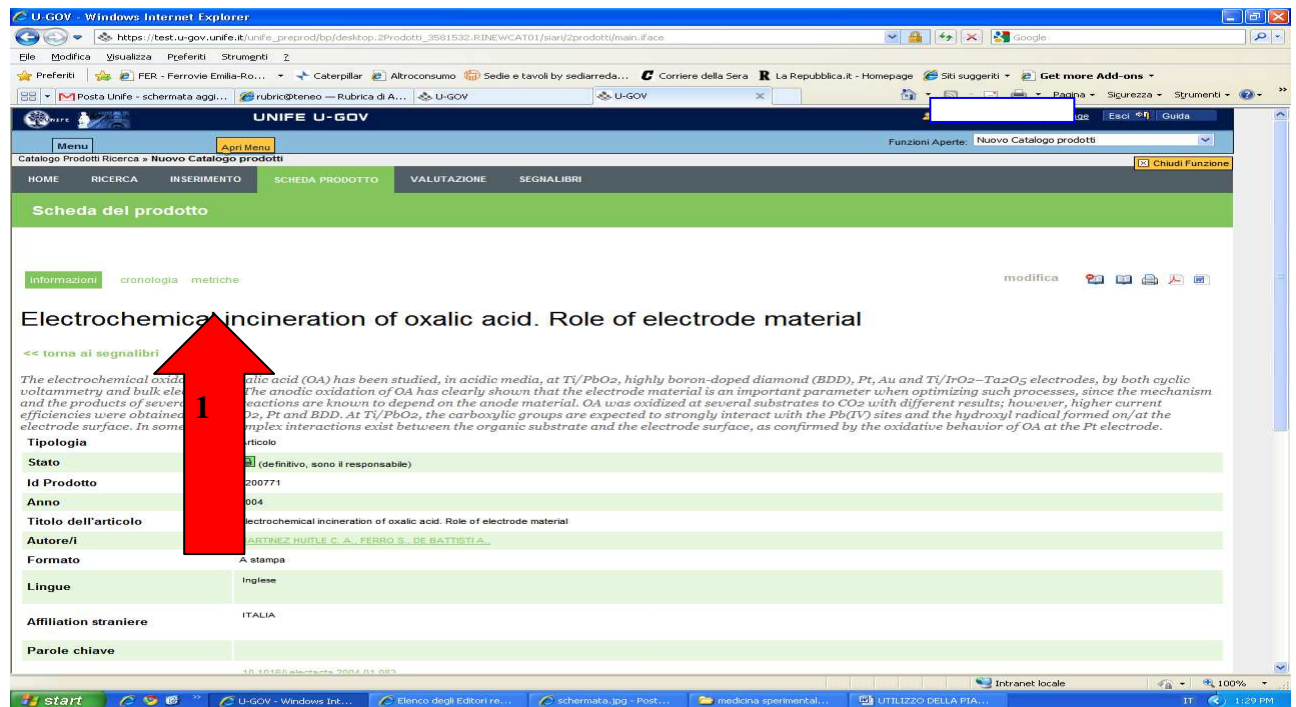 U-GOV - Windows Internet Explorer
https://test.u-gov.unife.it/unife_preprod/bp/desktop.2Prodotti_3581532.RINEWCAT01/siari/2prodotti/main.iface
Google
File Modifica Visualizza Preferiti Strumenti ?
Preferiti FER - Ferrovie Emilia-Ro... Caterpillar Altroconsumo Sedie e tavoli by sediarreda... Corriere della Sera La Repubblica.it - Homepage Siti suggeriti Get more Add-ons
Posta Unife - schermata aggi... rubric@teneo — Rubrica di A... U-GOV U-GOV Pagina Sicurezza Strumenti
UNIFE U-GOV Esci Guida
Menu Apri Menu Funzioni Aperte: Nuovo Catalogo prodotti
Catalogo Prodotti Ricerca » Nuovo Catalogo prodotti Chiudi Funzione
HOME RICERCA INSERIMENTO SCHEDA PRODOTTO VALUTAZIONE SEGNALIBRI
Scheda del prodotto
informazioni cronologia metriche modifica
Electrochemical incineration of oxalic acid. Role of electrode material
<< torna ai segnalibri
The electrochemical alic acid (OA) has been studied, in acidic media, at Ti/PbO2, highly boron-doped diamond (BDD), Pt, Au and Ti/IrO2–Ta2O5 electrodes, by both cyclic
voltammetry and bulk ele The anodic oxidation of OA has clearly shown that the electrode material is an important parameter when optimizing such processes, since the mechanism
and the products of sever reactions are known to depend on the anode material. OA was oxidized at several substrates to CO2 with different results; however, higher current
efficiencies were obtained O2, Pt and BDD. At Ti/PbO2, the carboxylic groups are expected to strongly interact with the Pb(IV) sites and the hydroxyl radical formed on/at the
electrode surface. In some mplex interactions exist between the organic substrate and the electrode surface, as confirmed by the oxidative behavior of OA at the Pt electrode.
1
Tipologia rticolo
Stato (definitivo, sono il responsabile)
Id Prodotto 200771
Anno 004
Titolo dell'articolo lectrochemical incineration of oxalic acid. Role of electrode material
Autore/i MARTINEZ HUITLE C. A., FERRO S., DE BATTISTI A.,
Formato A stampa
Lingue Inglese
Affiliation straniere ITALIA
Parole chiave
Intranet locale 100%
start U-GOV - Windows Int... Elenco degli Editori re... schermata.jpg - Post... medicina sperimental... UTILIZZO DELLA PIA... IT 1:29 PM